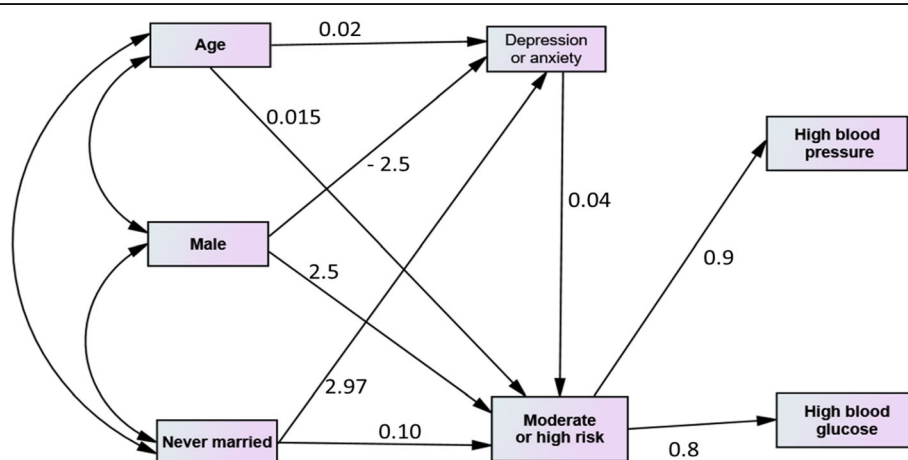 Age
0.02
Depression
or anxiety
0.015
High blood
pressure
- 2.5
0.04
Male
2.5
0.9
2.97
Never married
0.10
Moderate
or high risk
0.8
High blood
glucose